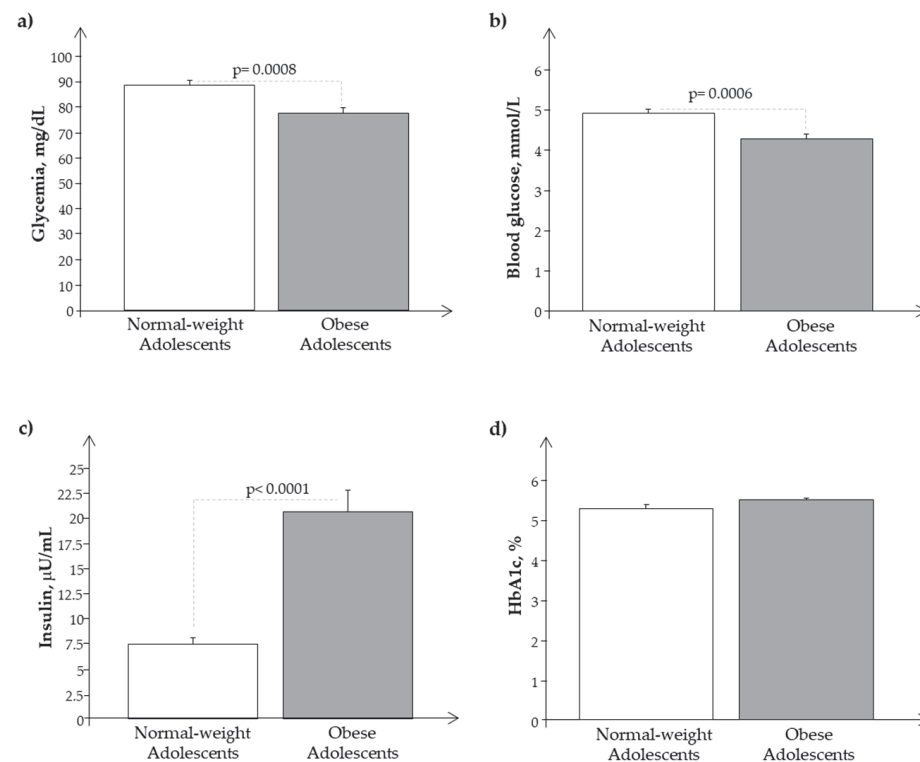 a)
Glycemia, mg/dL
100
90
80
70
60
50
40
30
20
10
0
p= 0.0008
Normal-weight
Adolescents
Obese
Adolescents
b)
Blood glucose, mmol/L
6
5
4
3
2
1
0
p= 0.0006
Normal-weight
Adolescents
Obese
Adolescents
c)
Insulin, µU/mL
25
22.5
20
17.5
15
12.5
10
7.5
5
2.5
0
p< 0.0001
Normal-weight
Adolescents
Obese
Adolescents
d)
HbA1c, %
6
5
4
3
2
1
0
Normal-weight
Adolescents
Obese
Adolescents